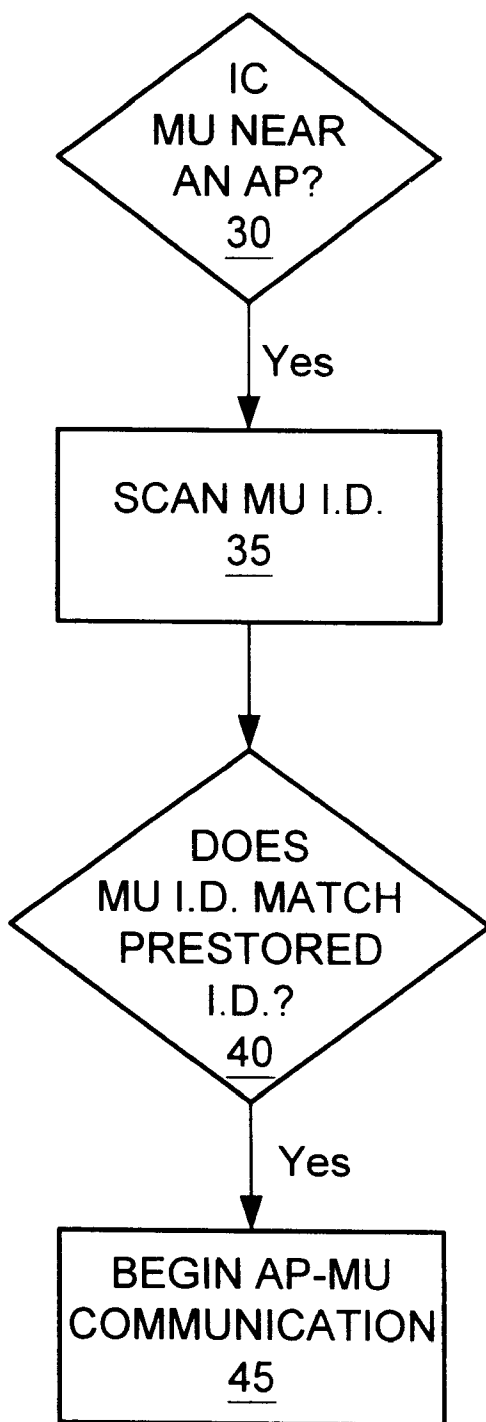 IC
MU NEAR
AN AP?
30
Yes
SCAN MU I.D.
35
DOES
MU I.D. MATCH
PRESTORED
I.D.?
40
Yes
BEGIN AP-MU
COMMUNICATION
45